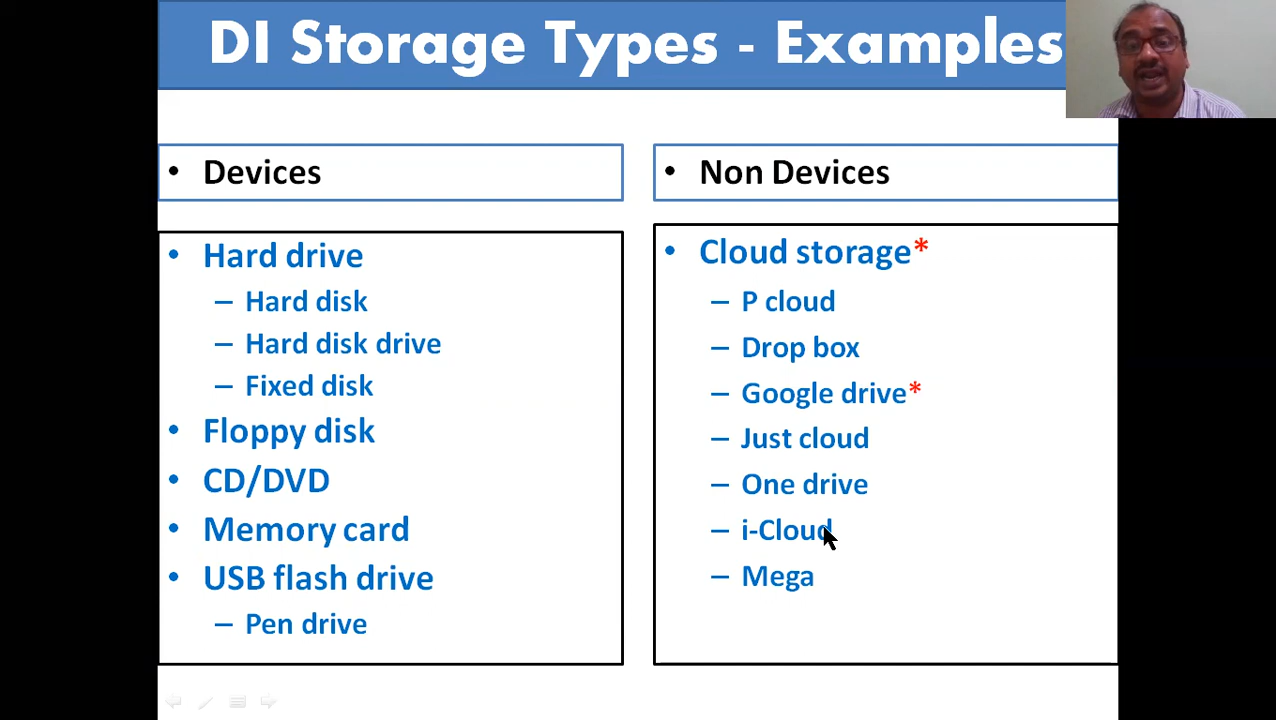 DI Storage Types - Examples
• Devices
• Hard drive
– Hard disk
– Hard disk drive
– Fixed disk
• Floppy disk
• CD/DVD
• Memory card
• USB flash drive
– Pen drive
• Non Devices
• Cloud storage*
– P cloud
– Drop box
– Google drive*
– Just cloud
– One drive
– i-Cloud
– Mega